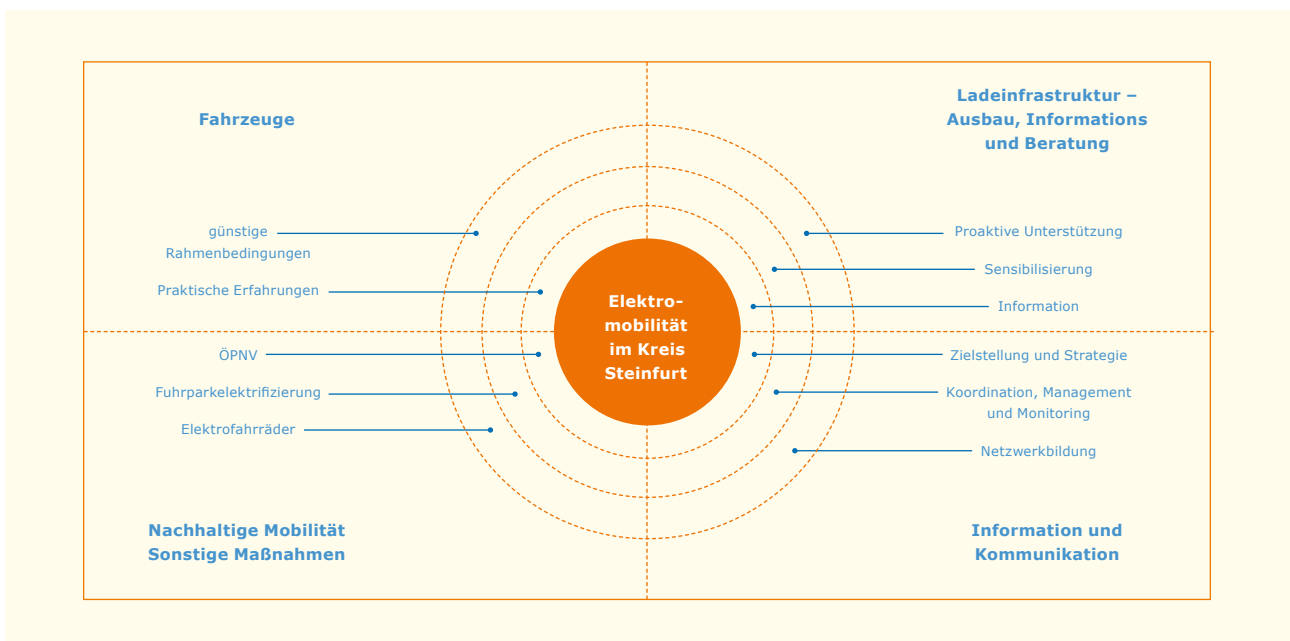 Fahrzeuge
günstige
Rahmenbedingungen
Praktische Erfahrungen
Ladeinfrastruktur –
Ausbau, Informations
und Beratung
Proaktive Unterstützung
Sensibilisierung
Information
Elektro-
mobilität
im Kreis
Steinfurt
ÖPNV
Fuhrparkelektrifizierung
Elektrofahrräder
Nachhaltige Mobilität
Sonstige Maßnahmen
Zielstellung und Strategie
Koordination, Management
und Monitoring
Netzwerkbildung
Information und
Kommunikation